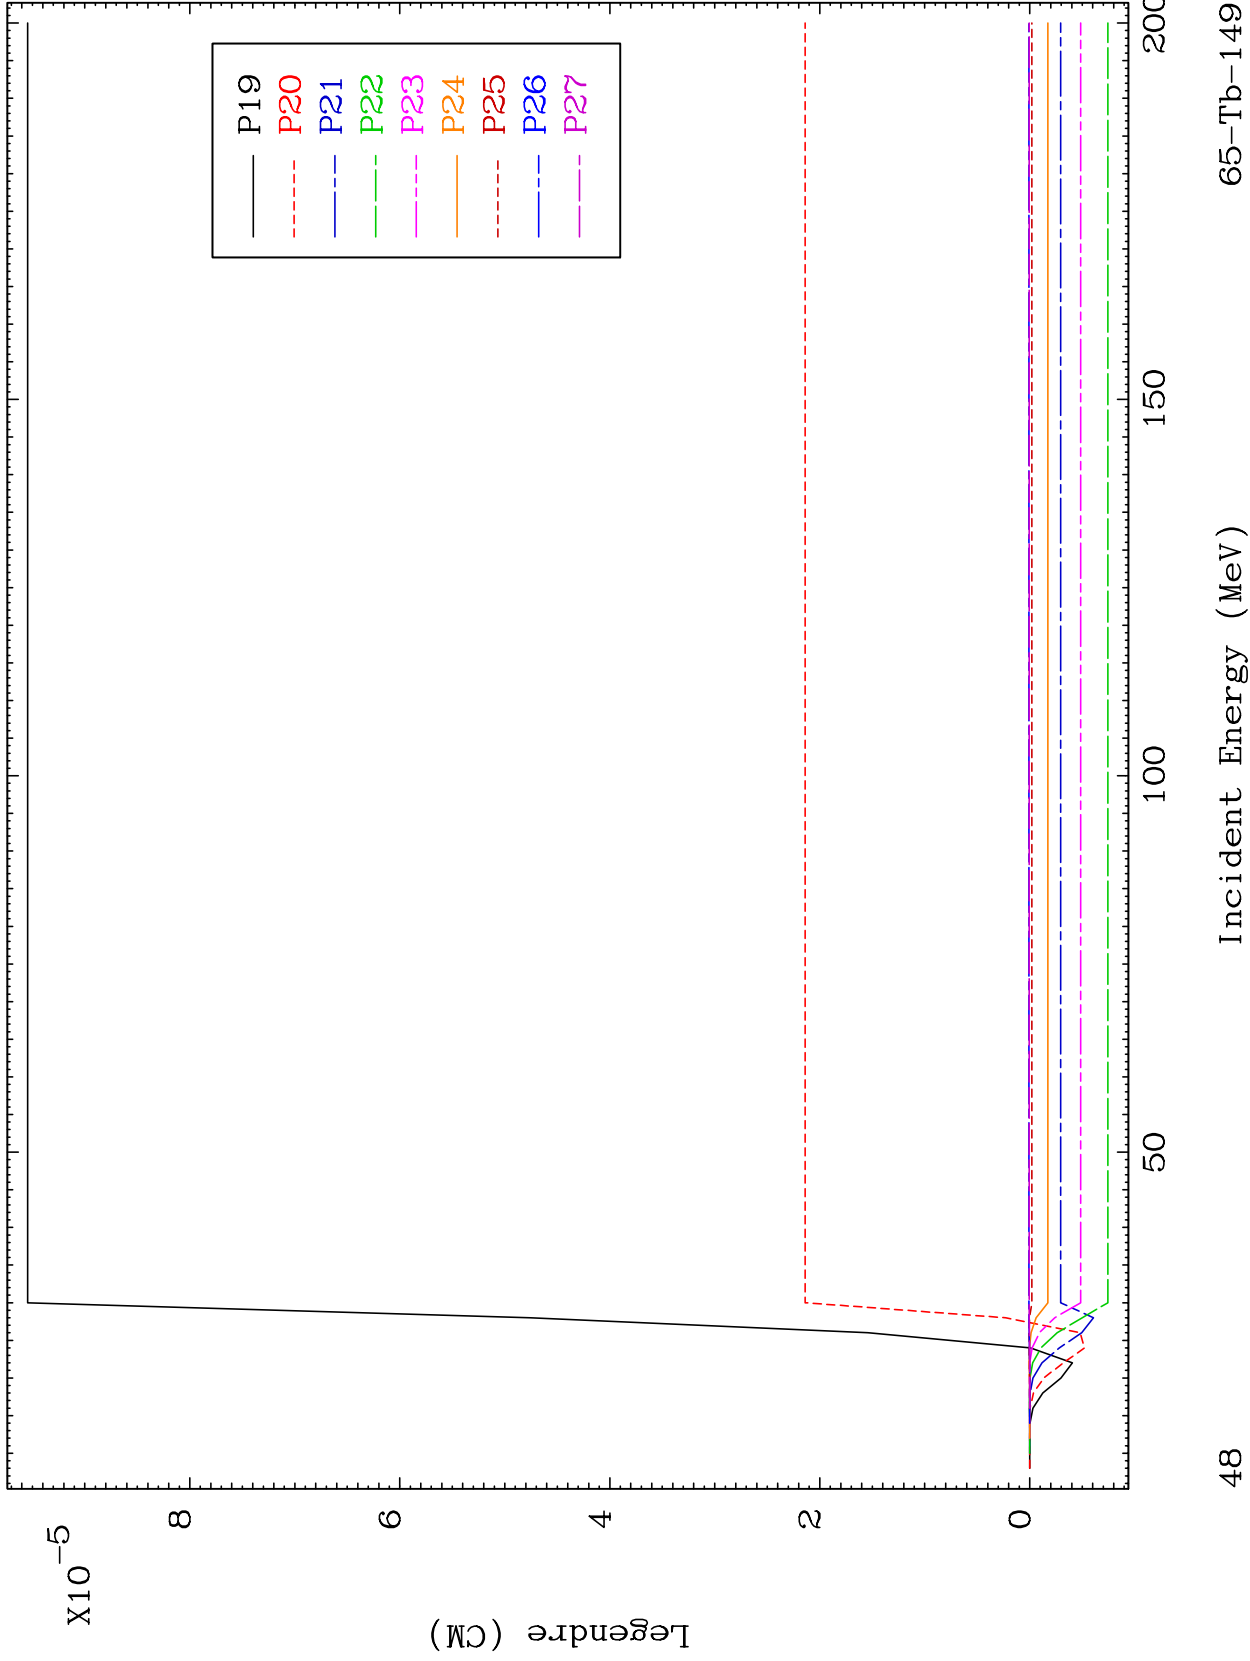 X10-5
8
6
4
2
0
Legendre (CM)
P19
P20
P21
P22
P23
P24
P25
P26
P27
50
100
150
200
Incident Energy (MeV)
48
65-Tb-149